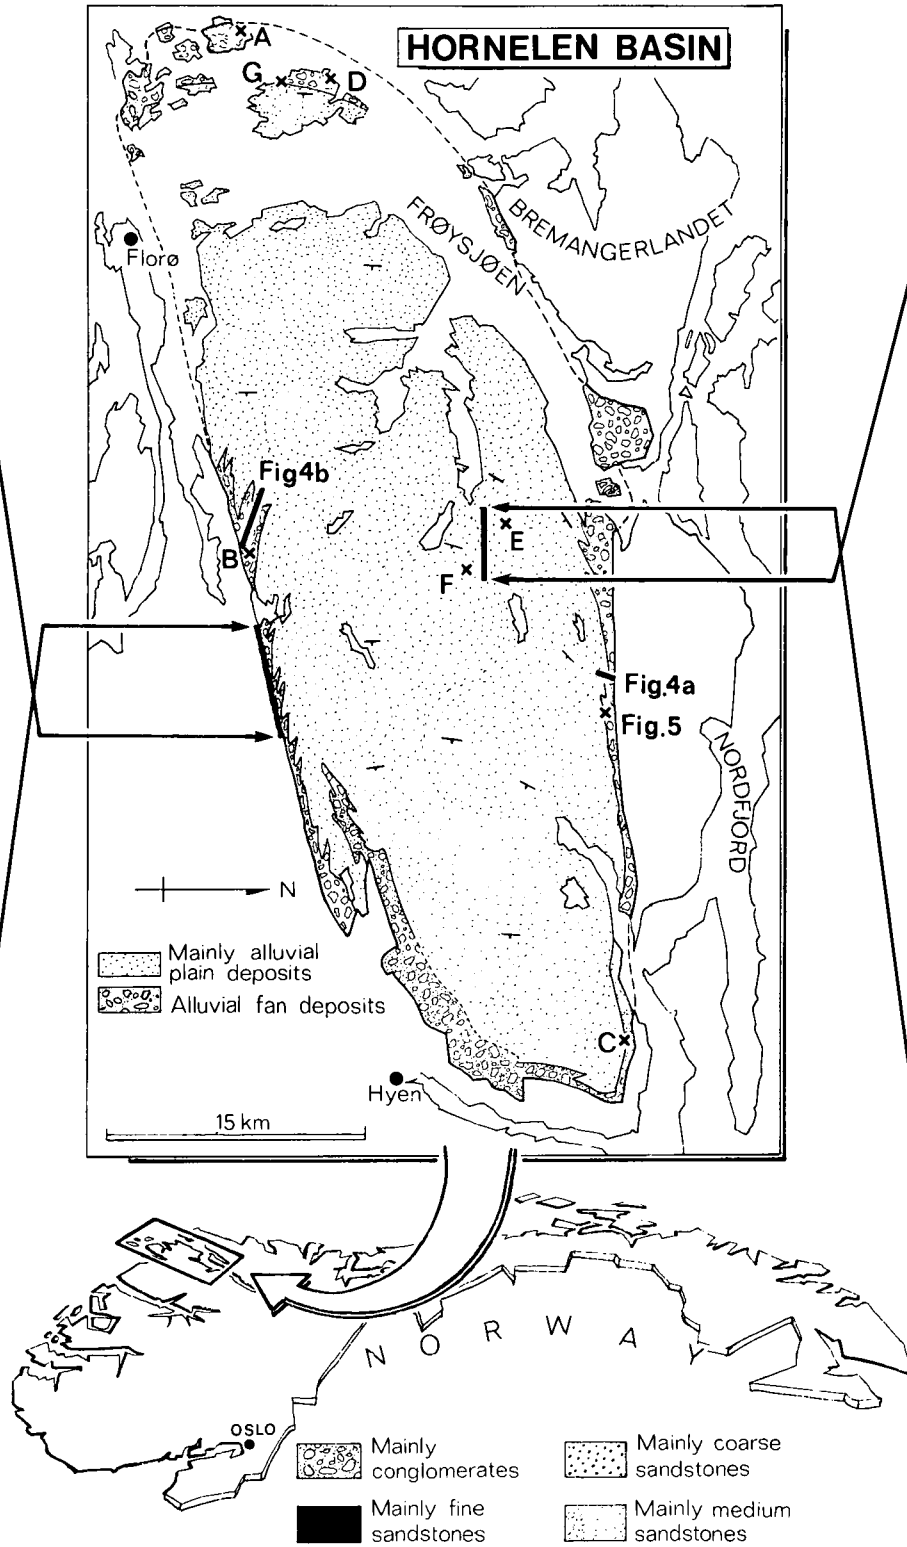 HORNELEN BASIN
A
G
D
FRØYSJØEN
BREMANGERLANDET
Florø
Fig4b
B
E
F
Fig.4a
Fig.5
NORDFJORD
N
Mainly alluvial
plain deposits
Alluvial fan deposits
C
Hyen
15 km
NORWAY
OSLO
Mainly
conglomerates
Mainly coarse
sandstones
Mainly fine
sandstones
Mainly medium
sandstones